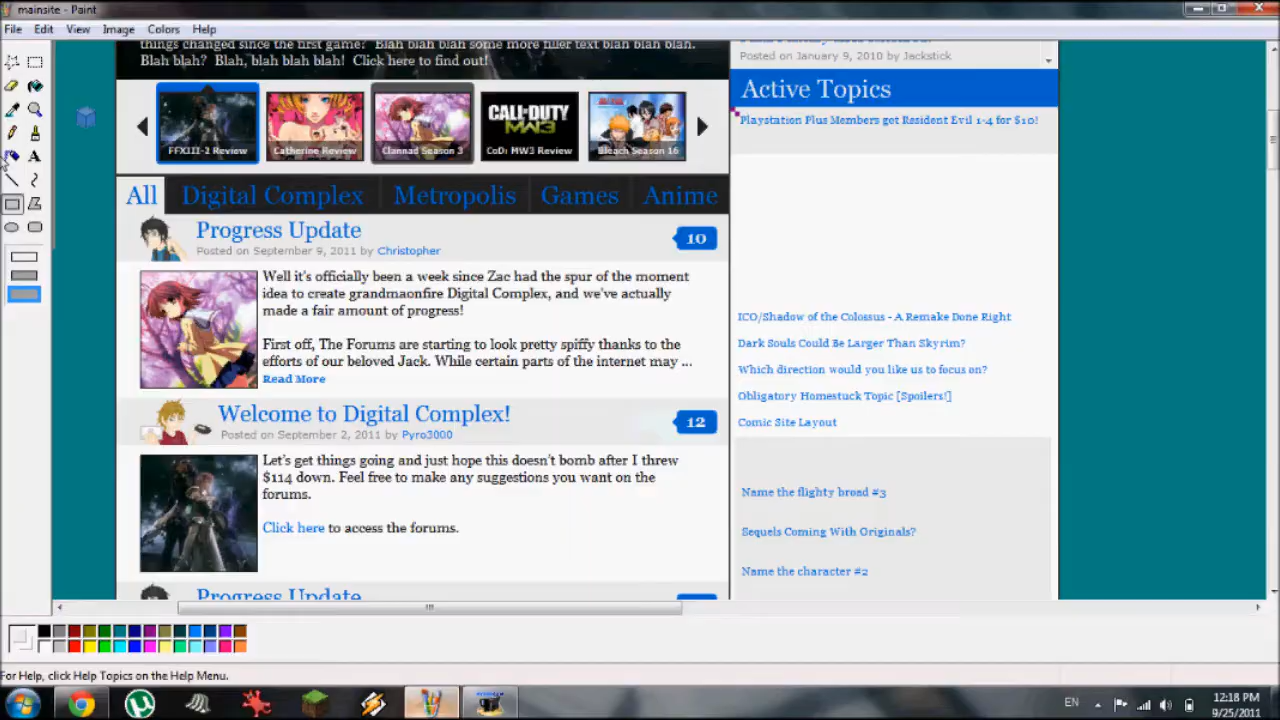 mainsite - Paint
File Edit View Image Colors Help
things changed since the first game? Blah blah blah some more filler text blah blah blah.
Blah blah? Blah, blah blah blah! Click here to find out!
FFXIII-2 Review
Catherine Review
Clannad Season 3
CALL OF DUTY
MW3
CoD: MW3 Review
Bleach Season 16
All Digital Complex Metropolis Games Anime
Progress Update
Posted on September 9, 2011 by Christopher
10
Well it's officially been a week since Zac had the spur of the moment
idea to create grandmaonfire Digital Complex, and we've actually
made a fair amount of progress!
First off, The Forums are starting to look pretty spiffy thanks to the
efforts of our beloved Jack. While certain parts of the internet may ...
Read More
Welcome to Digital Complex!
Posted on September 2, 2011 by Pyro3000
12
Let's get things going and just hope this doesn't bomb after I threw
$114 down. Feel free to make any suggestions you want on the
forums.
Click here to access the forums.
Progress Update
Posted on January 9, 2010 by Jackstick
Active Topics
Playstation Plus Members get Resident Evil 1-4 for $10!
ICO/Shadow of the Colossus - A Remake Done Right
Dark Souls Could Be Larger Than Skyrim?
Which direction would you like us to focus on?
Obligatory Homestuck Topic [Spoilers!]
Comic Site Layout
Name the flighty broad #3
Sequels Coming With Originals?
Name the character #2
For Help, click Help Topics on the Help Menu.
EN
12:18 PM
9/25/2011